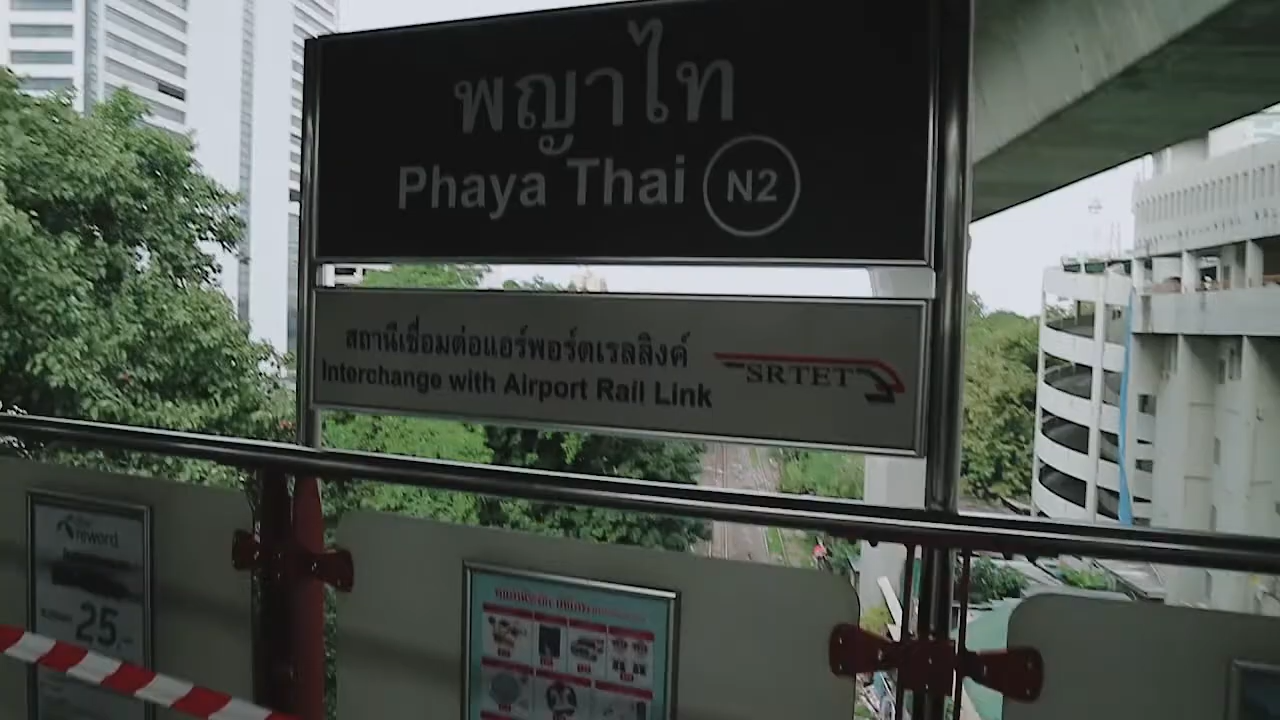 พญาไท
Phaya Thai N2
สถานีเชื่อมต่อแอร์พอร์ตเรลลิงค์
Interchange with Airport Rail Link
SRTET
reward
25.-